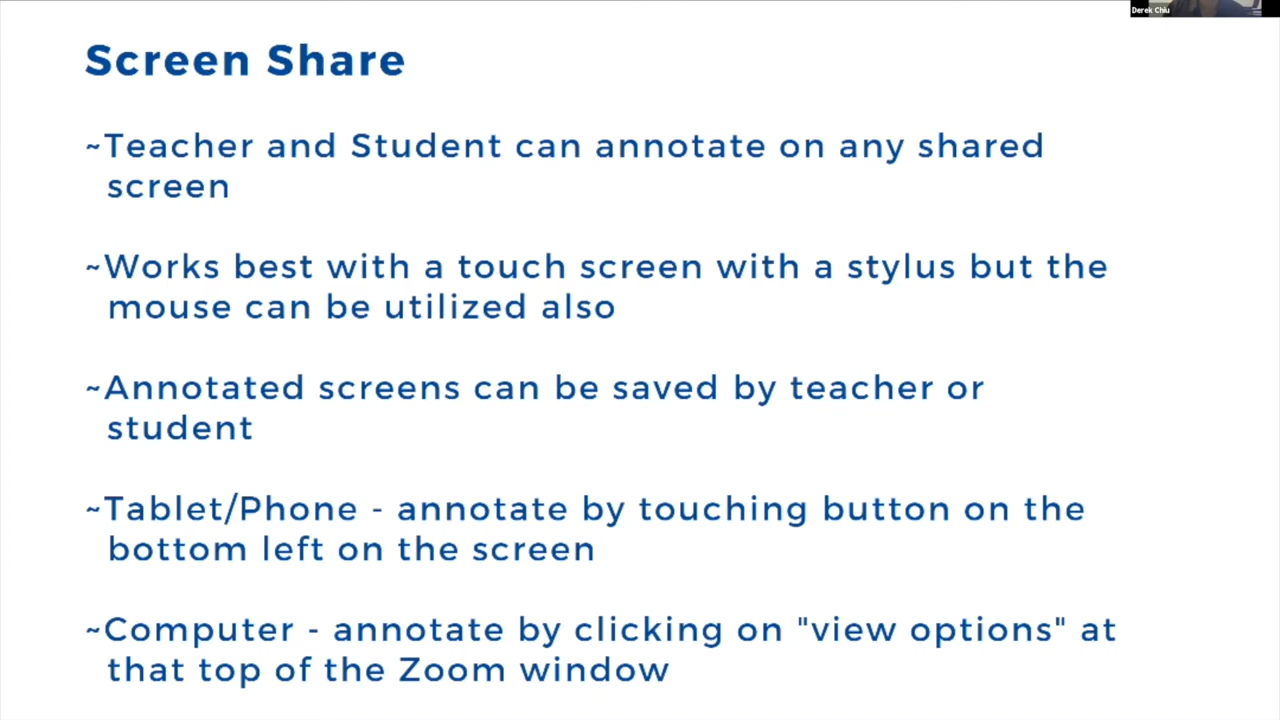 Derek Chiu
Screen Share
~Teacher and Student can annotate on any shared
screen
~Works best with a touch screen with a stylus but the
mouse can be utilized also
~Annotated screens can be saved by teacher or
student
~Tablet/Phone - annotate by touching button on the
bottom left on the screen
~Computer - annotate by clicking on "view options" at
that top of the Zoom window